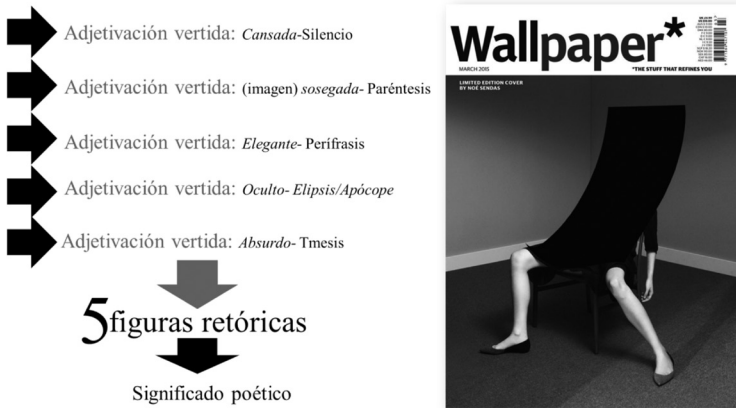 Adjetivación vertida: Cansada-Silencio
Adjetivación vertida: (imagen) sosegada- Paréntesis
Adjetivación vertida: Elegante- Perífrasis
Adjetivación vertida: Oculto- Elipsis/Apócope
Adjetivación vertida: Absurdo- Tmesis
5figuras retóricas
Significado poético
Wallpaper*
MARCH 2015
*THE STUFF THAT REFINES YOU
LIMITED EDITION COVER
BY NOÉ SENDAS